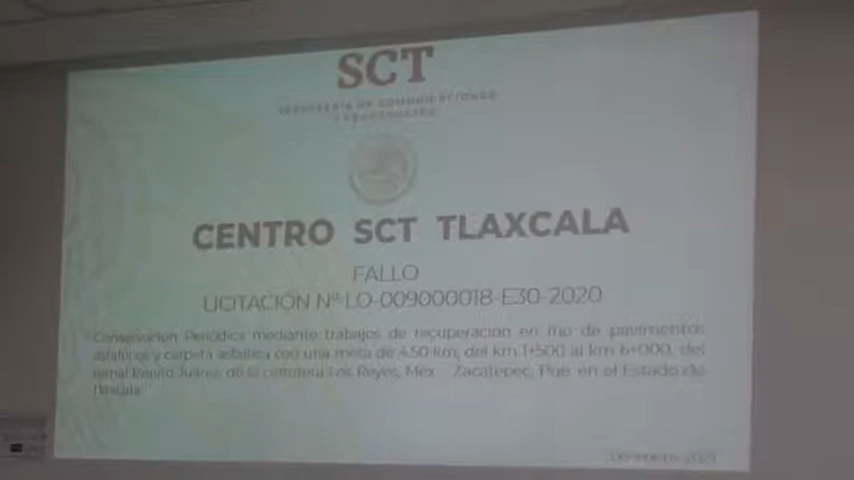 SCT
SECRETARÍA DE COMUNICACIONES
Y TRANSPORTES
CENTRO SCT TLAXCALA
FALLO
LICITACIÓN Nº LO-009000018-E30-2020
Conservación Periódica mediante trabajos de recuperación en frio de pavimentos
asfálticos y carpeta asfáltica con una meta de 4.50 km, del km 1+500 al km 6+000, del
ramal Benito Juárez, de la carretera Los Reyes, Méx. - Zacatepec, Pue. en el Estado de
Tlaxcala